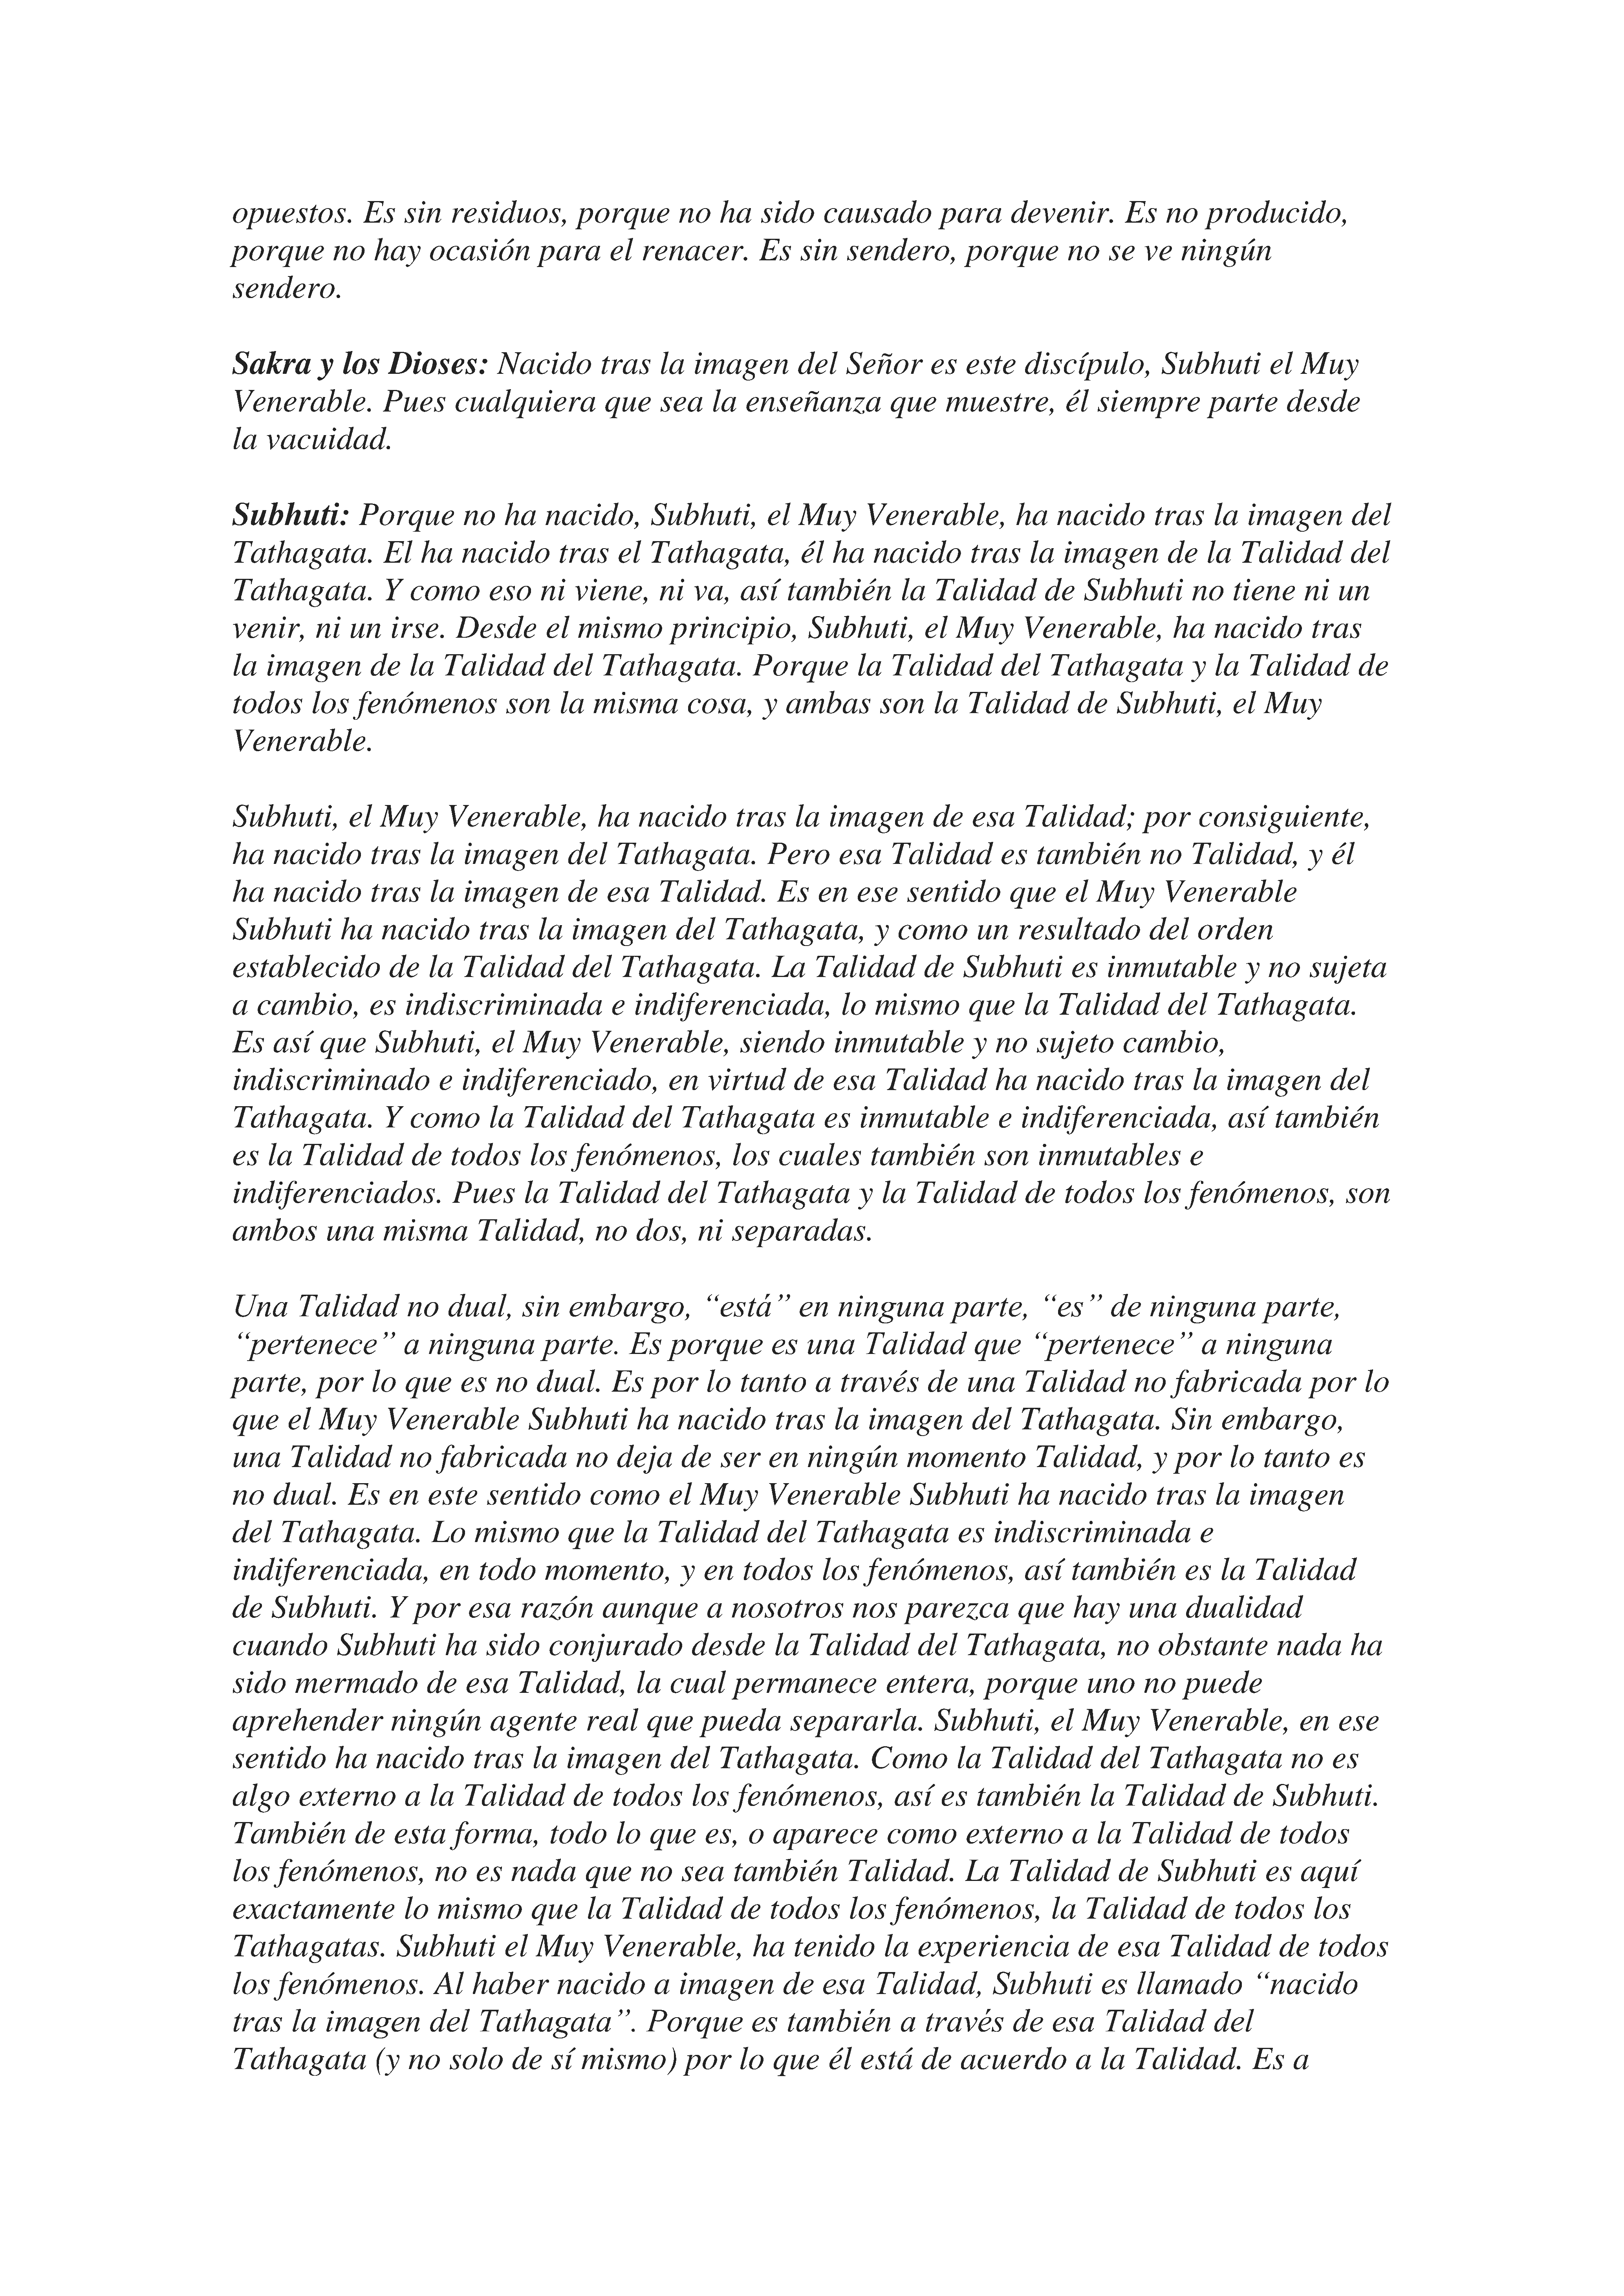 opuestos. Es sin residuos, porque no ha sido causado para devenir. Es no producido,
porque no hay ocasión para el renacer. Es sin sendero, porque no se ve ningún
sendero.
Sakra y los Dioses: Nacido tras la imagen del Señor es este discípulo, Subhuti el Muy
Venerable. Pues cualquiera que sea la enseñanza que muestre, él siempre parte desde
la vacuidad.
Subhuti: Porque no ha nacido, Subhuti, el Muy Venerable, ha nacido tras la imagen del
Tathagata. El ha nacido tras el Tathagata, él ha nacido tras la imagen de la Talidad del
Tathagata. Y como eso ni viene, ni va, así también la Talidad de Subhuti no tiene ni un
venir, ni un irse. Desde el mismo principio, Subhuti, el Muy Venerable, ha nacido tras
la imagen de la Talidad del Tathagata. Porque la Talidad del Tathagata y la Talidad de
todos los fenómenos son la misma cosa, y ambas son la Talidad de Subhuti, el Muy
Venerable.
Subhuti, el Muy Venerable, ha nacido tras la imagen de esa Talidad; por consiguiente,
ha nacido tras la imagen del Tathagata. Pero esa Talidad es también no Talidad, y él
ha nacido tras la imagen de esa Talidad. Es en ese sentido que el Muy Venerable
Subhuti ha nacido tras la imagen del Tathagata, y como un resultado del orden
establecido de la Talidad del Tathagata. La Talidad de Subhuti es inmutable y no sujeta
a cambio, es indiscriminada e indiferenciada, lo mismo que la Talidad del Tathagata.
Es así que Subhuti, el Muy Venerable, siendo inmutable y no sujeto cambio,
indiscriminado e indiferenciado, en virtud de esa Talidad ha nacido tras la imagen del
Tathagata. Y como la Talidad del Tathagata es inmutable e indiferenciada, así también
es la Talidad de todos los fenómenos, los cuales también son inmutables e
indiferenciados. Pues la Talidad del Tathagata y la Talidad de todos los fenómenos, son
ambos una misma Talidad, no dos, ni separadas.
Una Talidad no dual, sin embargo, “está” en ninguna parte, “es” de ninguna parte,
“pertenece” a ninguna parte. Es porque es una Talidad que “pertenece” a ninguna
parte, por lo que es no dual. Es por lo tanto a través de una Talidad no fabricada por lo
que el Muy Venerable Subhuti ha nacido tras la imagen del Tathagata. Sin embargo,
una Talidad no fabricada no deja de ser en ningún momento Talidad, y por lo tanto es
no dual. Es en este sentido como el Muy Venerable Subhuti ha nacido tras la imagen
del Tathagata. Lo mismo que la Talidad del Tathagata es indiscriminada e
indiferenciada, en todo momento, y en todos los fenómenos, así también es la Talidad
de Subhuti. Y por esa razón aunque a nosotros nos parezca que hay una dualidad
cuando Subhuti ha sido conjurado desde la Talidad del Tathagata, no obstante nada ha
sido mermado de esa Talidad, la cual permanece entera, porque uno no puede
aprehender ningún agente real que pueda separarla. Subhuti, el Muy Venerable, en ese
sentido ha nacido tras la imagen del Tathagata. Como la Talidad del Tathagata no es
algo externo a la Talidad de todos los fenómenos, así es también la Talidad de Subhuti.
También de esta forma, todo lo que es, o aparece como externo a la Talidad de todos
los fenómenos, no es nada que no sea también Talidad. La Talidad de Subhuti es aquí
exactamente lo mismo que la Talidad de todos los fenómenos, la Talidad de todos los
Tathagatas. Subhuti el Muy Venerable, ha tenido la experiencia de esa Talidad de todos
los fenómenos. Al haber nacido a imagen de esa Talidad, Subhuti es llamado “nacido
tras la imagen del Tathagata”. Porque es también a través de esa Talidad del
Tathagata (y no solo de sí mismo) por lo que él está de acuerdo a la Talidad. Es a